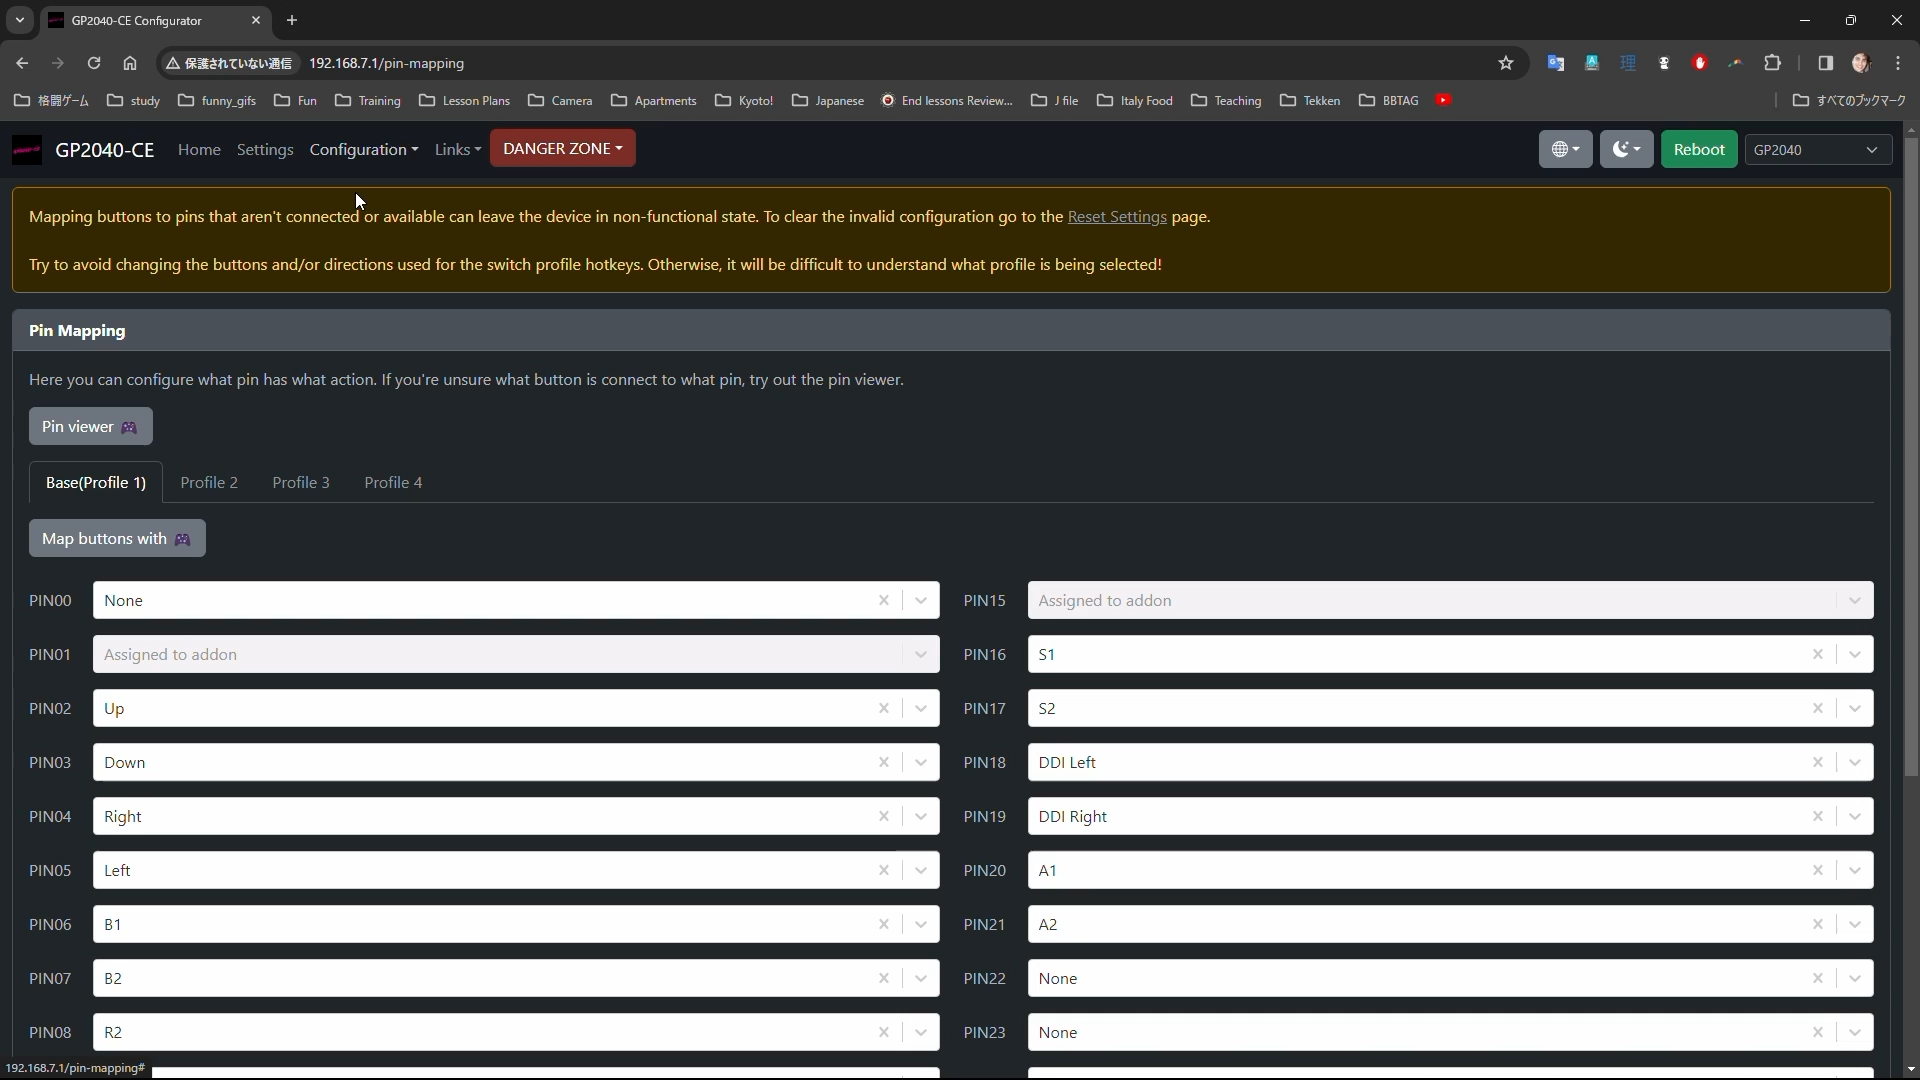 GP2040-CE Configurator
保護されていない通信 192.168.7.1/pin-mapping
格闘ゲーム study funny_gifs Fun Training Lesson Plans Camera Apartments Kyoto! Japanese End lessons Review... J file Italy Food Teaching Tekken BBTAG すべてのブックマーク
GP2040-CE Home Settings Configuration Links DANGER ZONE Reboot GP2040
Mapping buttons to pins that aren't connected or available can leave the device in non-functional state. To clear the invalid configuration go to the Reset Settings page.
Try to avoid changing the buttons and/or directions used for the switch profile hotkeys. Otherwise, it will be difficult to understand what profile is being selected!
Pin Mapping
Here you can configure what pin has what action. If you're unsure what button is connect to what pin, try out the pin viewer.
Pin viewer
Base(Profile 1) Profile 2 Profile 3 Profile 4
Map buttons with
PIN00 None PIN15 Assigned to addon
PIN01 Assigned to addon PIN16 S1
PIN02 Up PIN17 S2
PIN03 Down PIN18 DDI Left
PIN04 Right PIN19 DDI Right
PIN05 Left PIN20 A1
PIN06 B1 PIN21 A2
PIN07 B2 PIN22 None
PIN08 R2 PIN23 None
192.168.7.1/pin-mapping#